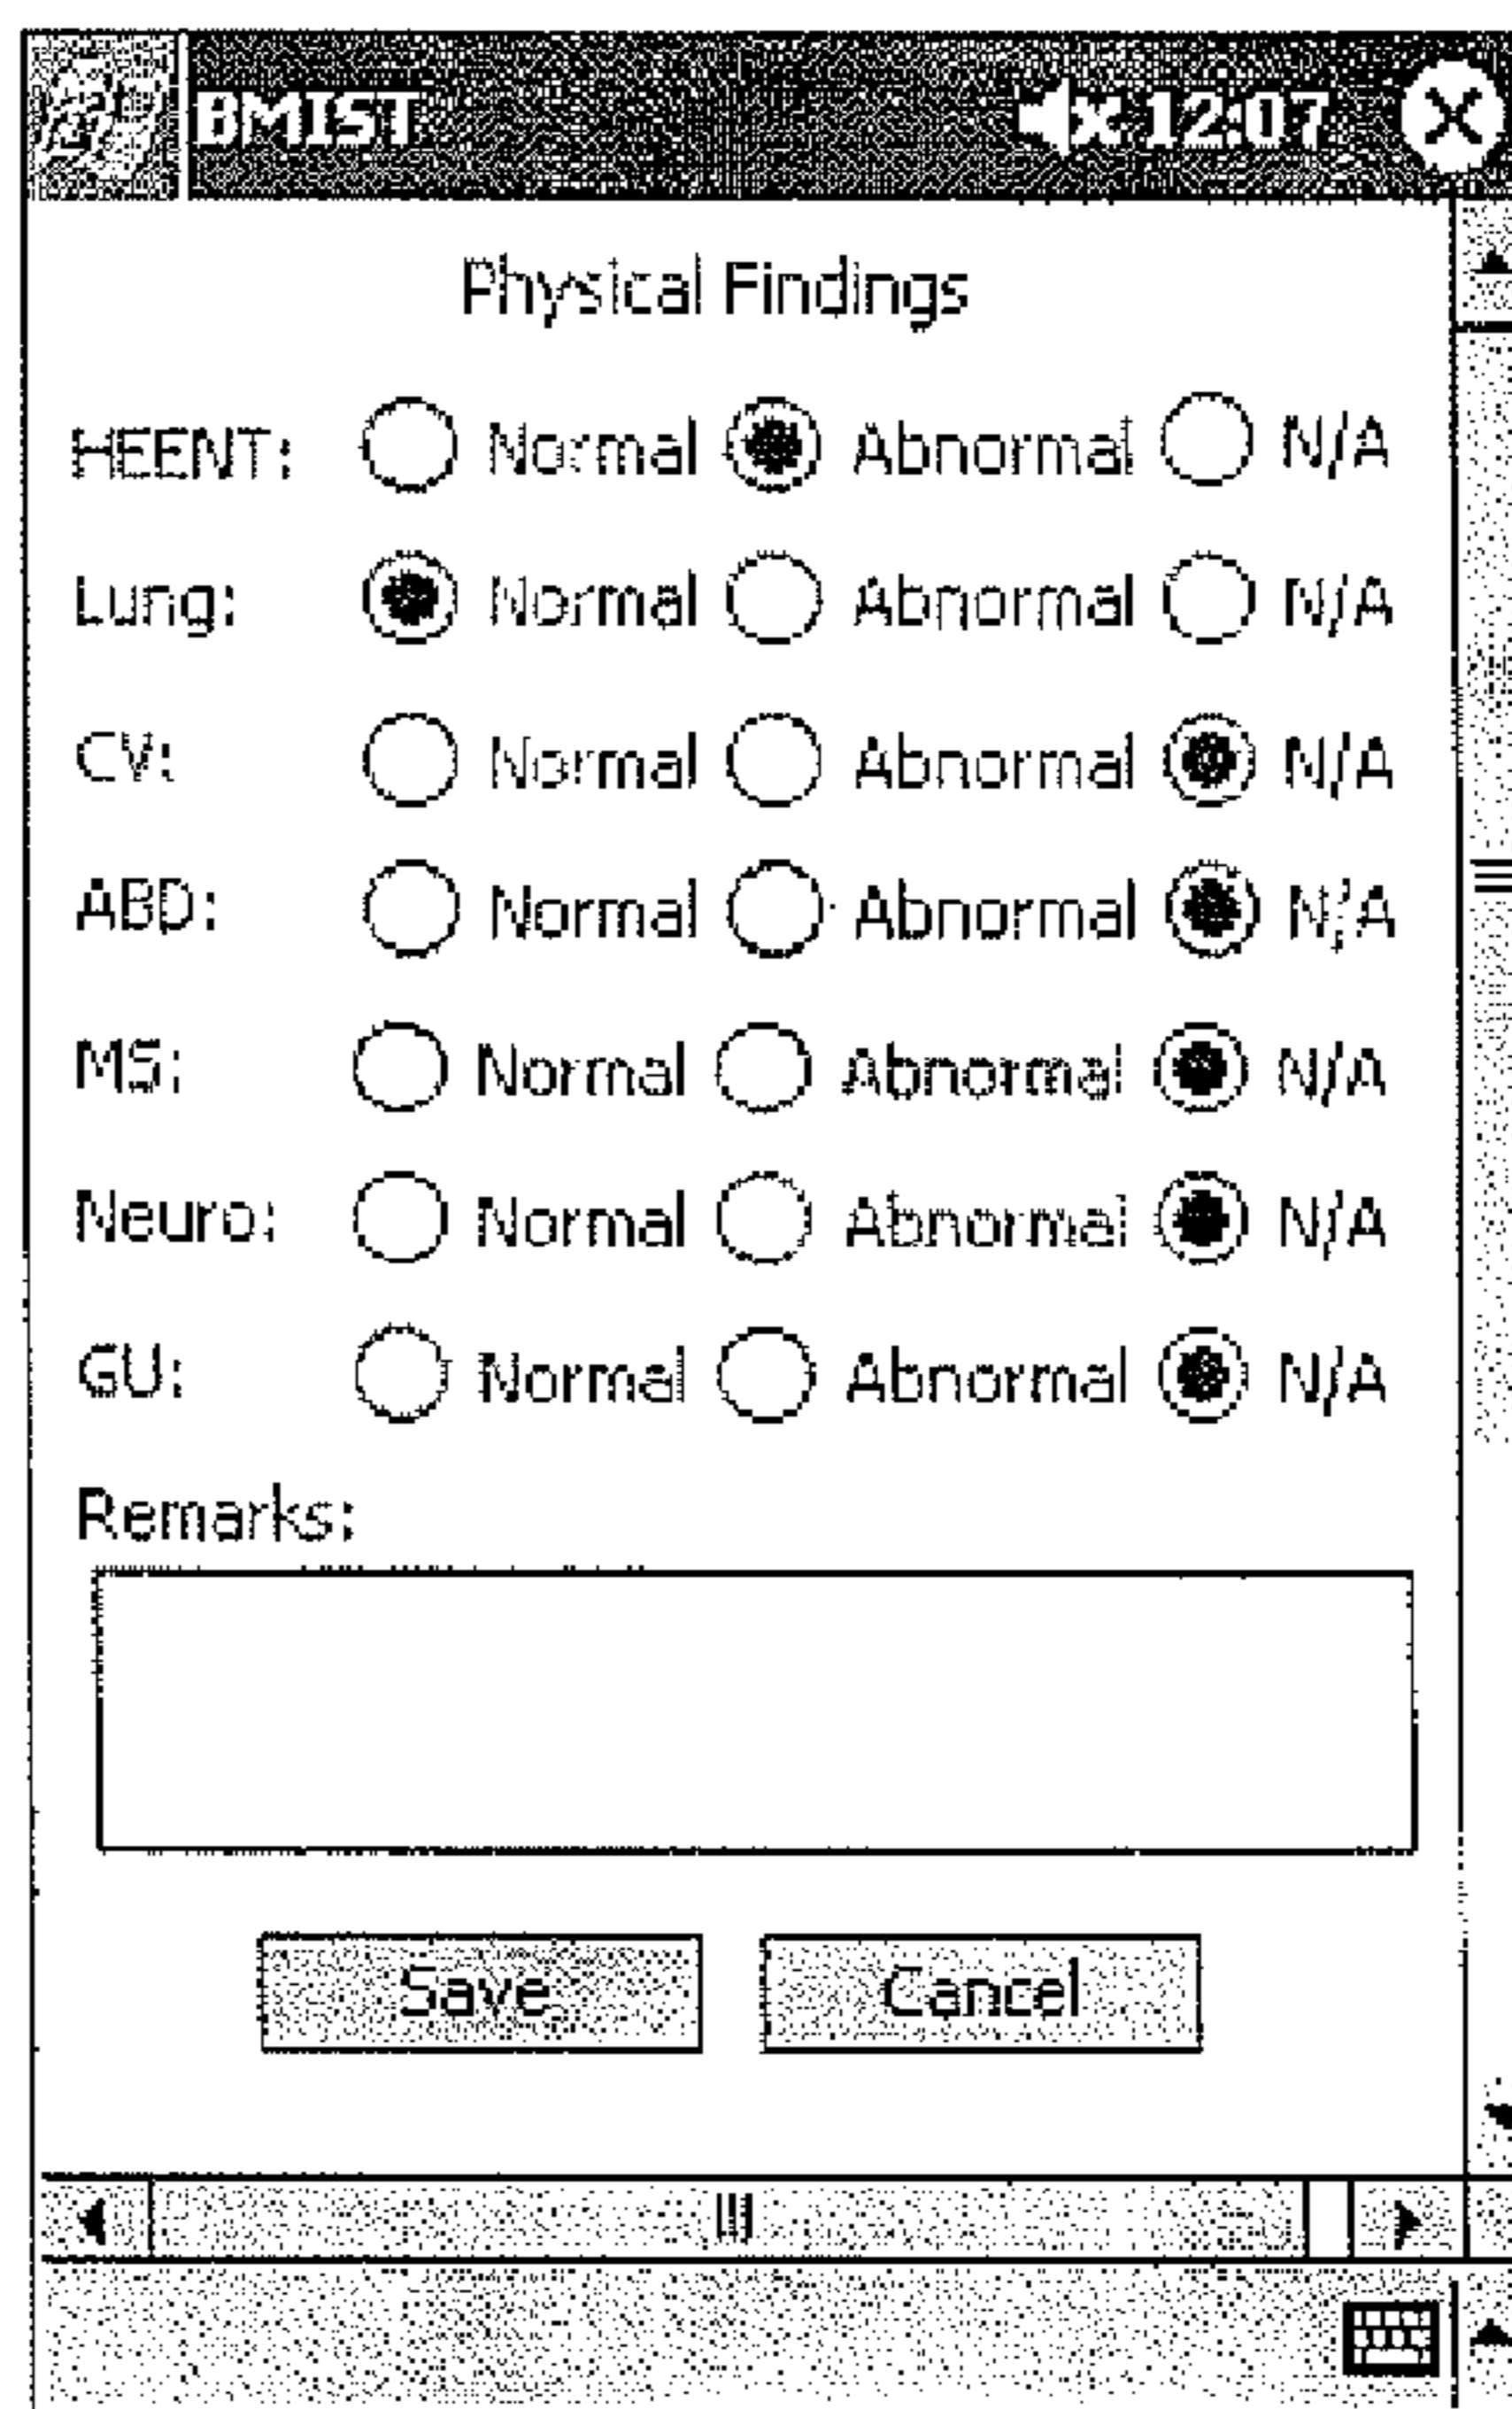 BMIST 12:07
Physical Findings
HEENT: Normal Abnormal N/A
Lung: Normal Abnormal N/A
CV: Normal Abnormal N/A
ABD: Normal Abnormal N/A
MS: Normal Abnormal N/A
Neuro: Normal Abnormal N/A
GU: Normal Abnormal N/A
Remarks:
Save Cancel